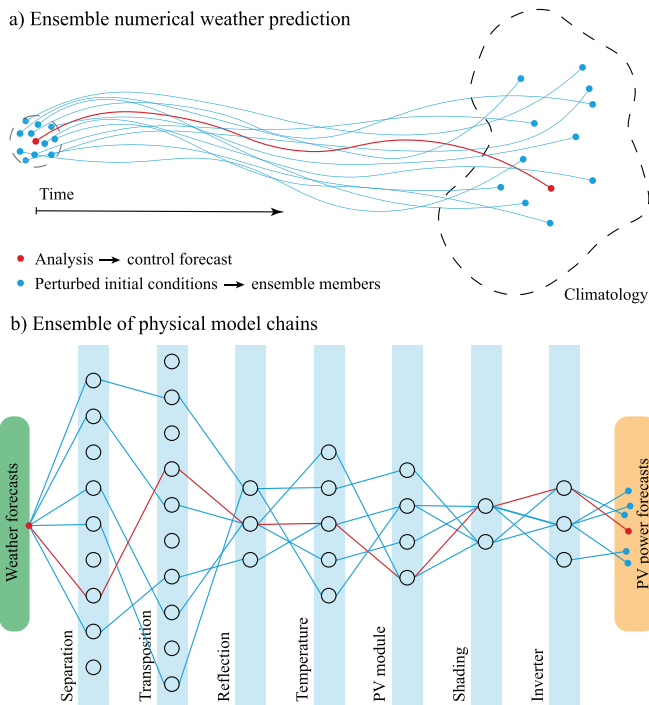 a) Ensemble numerical weather prediction
Time
Analysis → control forecast
Perturbed initial conditions → ensemble members
Climatology
b) Ensemble of physical model chains
Weather forecasts
Separation
Transposition
Reflection
Temperature
PV module
Shading
Inverter
PV power forecasts